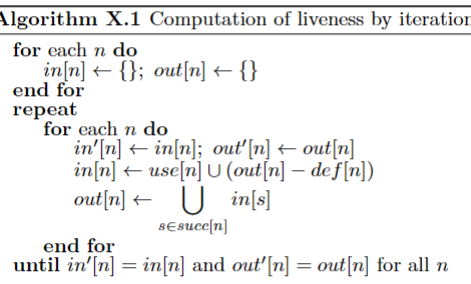 Algorithm X.1 Computation of liveness by iteration
for each n do
in[n] ← {}; out[n] ← {}
end for
repeat
for each n do
in′[n] ← in[n]; out′[n] ← out[n]
in[n] ← use[n] ∪ (out[n] − def[n])
out[n] ← ⋃ in[s]
s∈succ[n]
end for
until in′[n] = in[n] and out′[n] = out[n] for all n